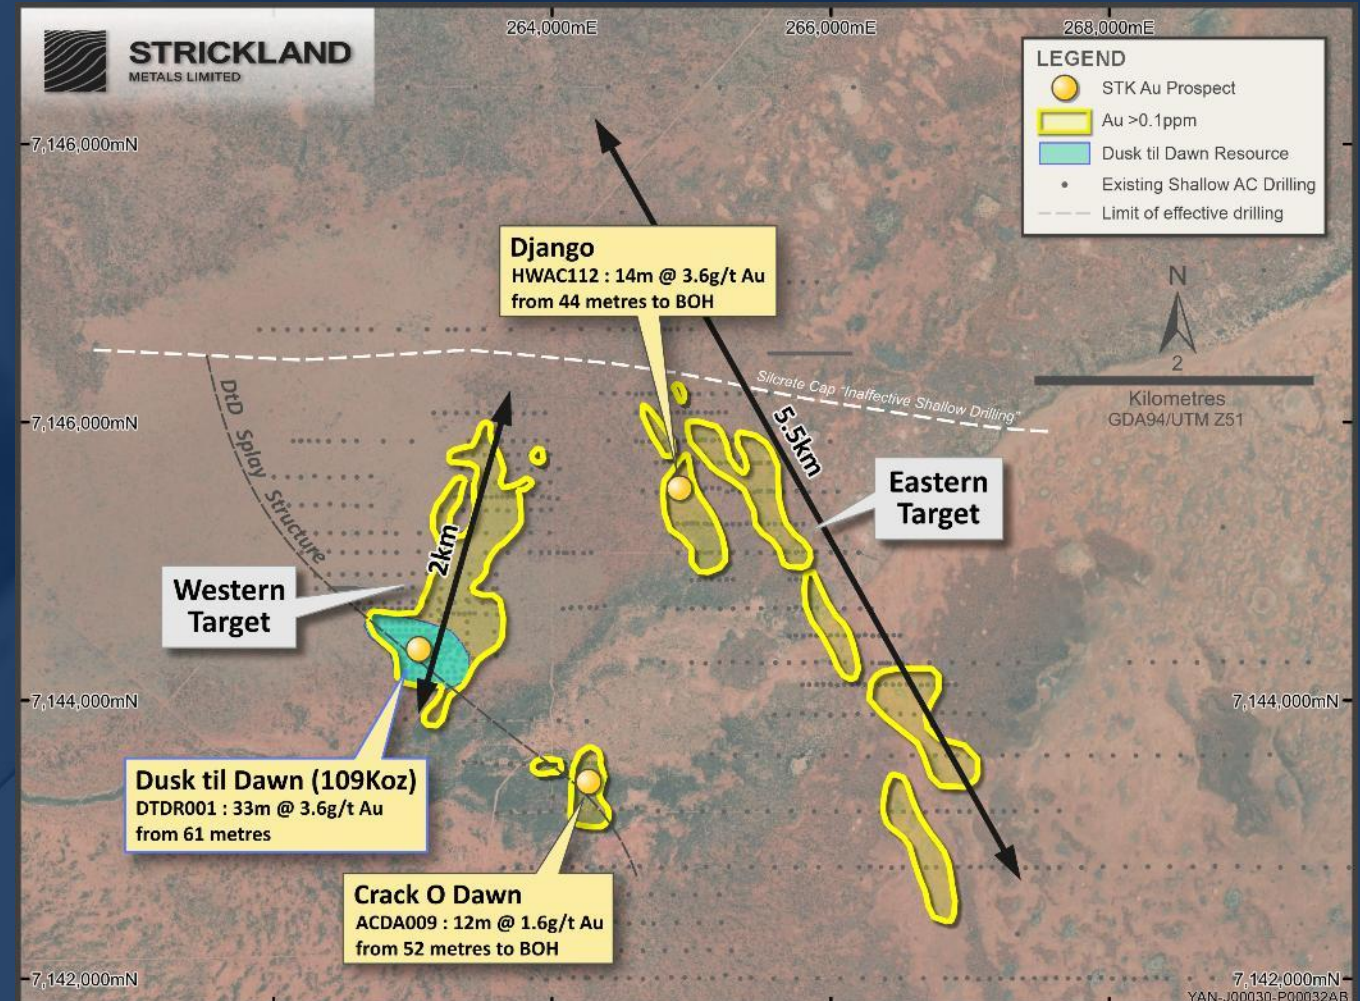 STRICKLAND
METALS LIMITED
264,000mE
266,000mE
268,000mE
LEGEND
STK Au Prospect
Au >0.1ppm
Dusk til Dawn Resource
Existing Shallow AC Drilling
Limit of effective drilling
7,146,000mN
Django
HWAC112 : 14m @ 3.6g/t Au
from 44 metres to BOH
N
2
Kilometres
GDA94/UTM Z51
Silcrete Cap "Inaffective Shallow Drilling"
7,146,000mN
DtD Splay Structure
5.5km
2km
Eastern
Target
Western
Target
7,144,000mN
7,144,000mN
Dusk til Dawn (109Koz)
DTDR001 : 33m @ 3.6g/t Au
from 61 metres
Crack O Dawn
ACDA009 : 12m @ 1.6g/t Au
from 52 metres to BOH
7,142,000mN
7,142,000mN
YAN-J00030-P00032AB